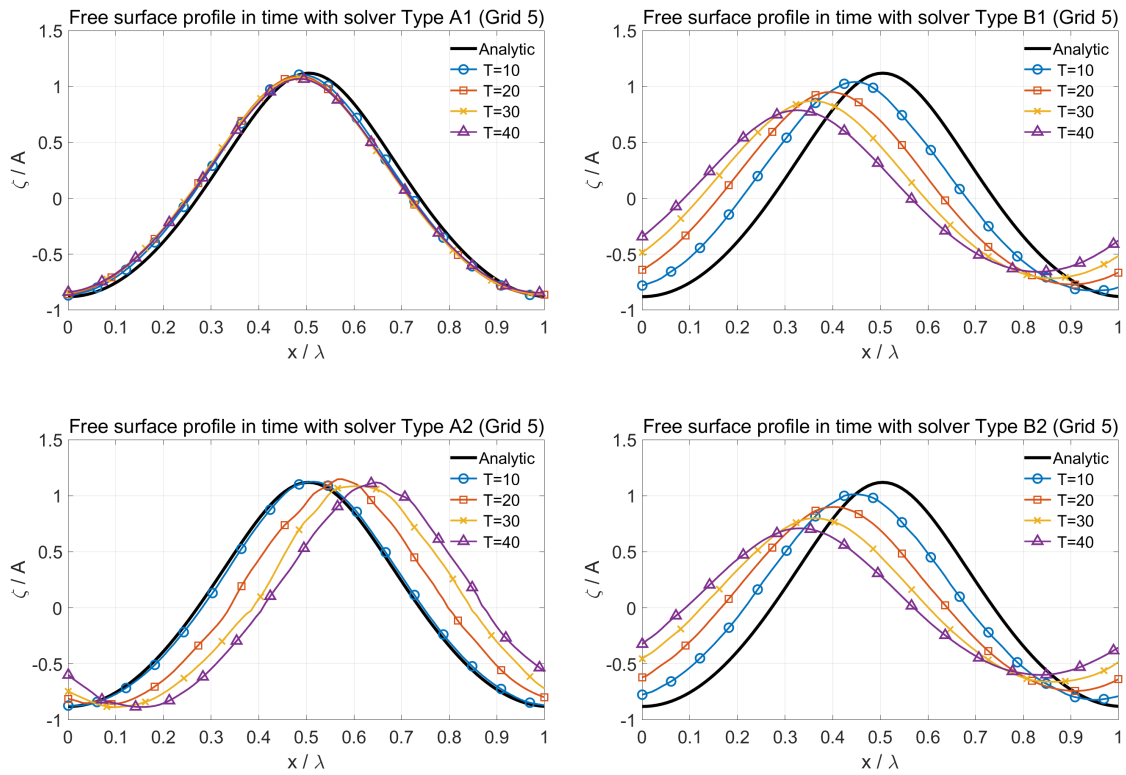 Free surface profile in time with solver Type A1 (Grid 5)
1.5
1
0.5
0
-0.5
-1
ζ / A
0 0.1 0.2 0.3 0.4 0.5 0.6 0.7 0.8 0.9 1
x / λ
Analytic
T=10
T=20
T=30
T=40
Free surface profile in time with solver Type B1 (Grid 5)
1.5
1
0.5
0
-0.5
-1
ζ / A
0 0.1 0.2 0.3 0.4 0.5 0.6 0.7 0.8 0.9 1
x / λ
Analytic
T=10
T=20
T=30
T=40
Free surface profile in time with solver Type A2 (Grid 5)
1.5
1
0.5
0
-0.5
-1
ζ / A
0 0.1 0.2 0.3 0.4 0.5 0.6 0.7 0.8 0.9 1
x / λ
Analytic
T=10
T=20
T=30
T=40
Free surface profile in time with solver Type B2 (Grid 5)
1.5
1
0.5
0
-0.5
-1
ζ / A
0 0.1 0.2 0.3 0.4 0.5 0.6 0.7 0.8 0.9 1
x / λ
Analytic
T=10
T=20
T=30
T=40